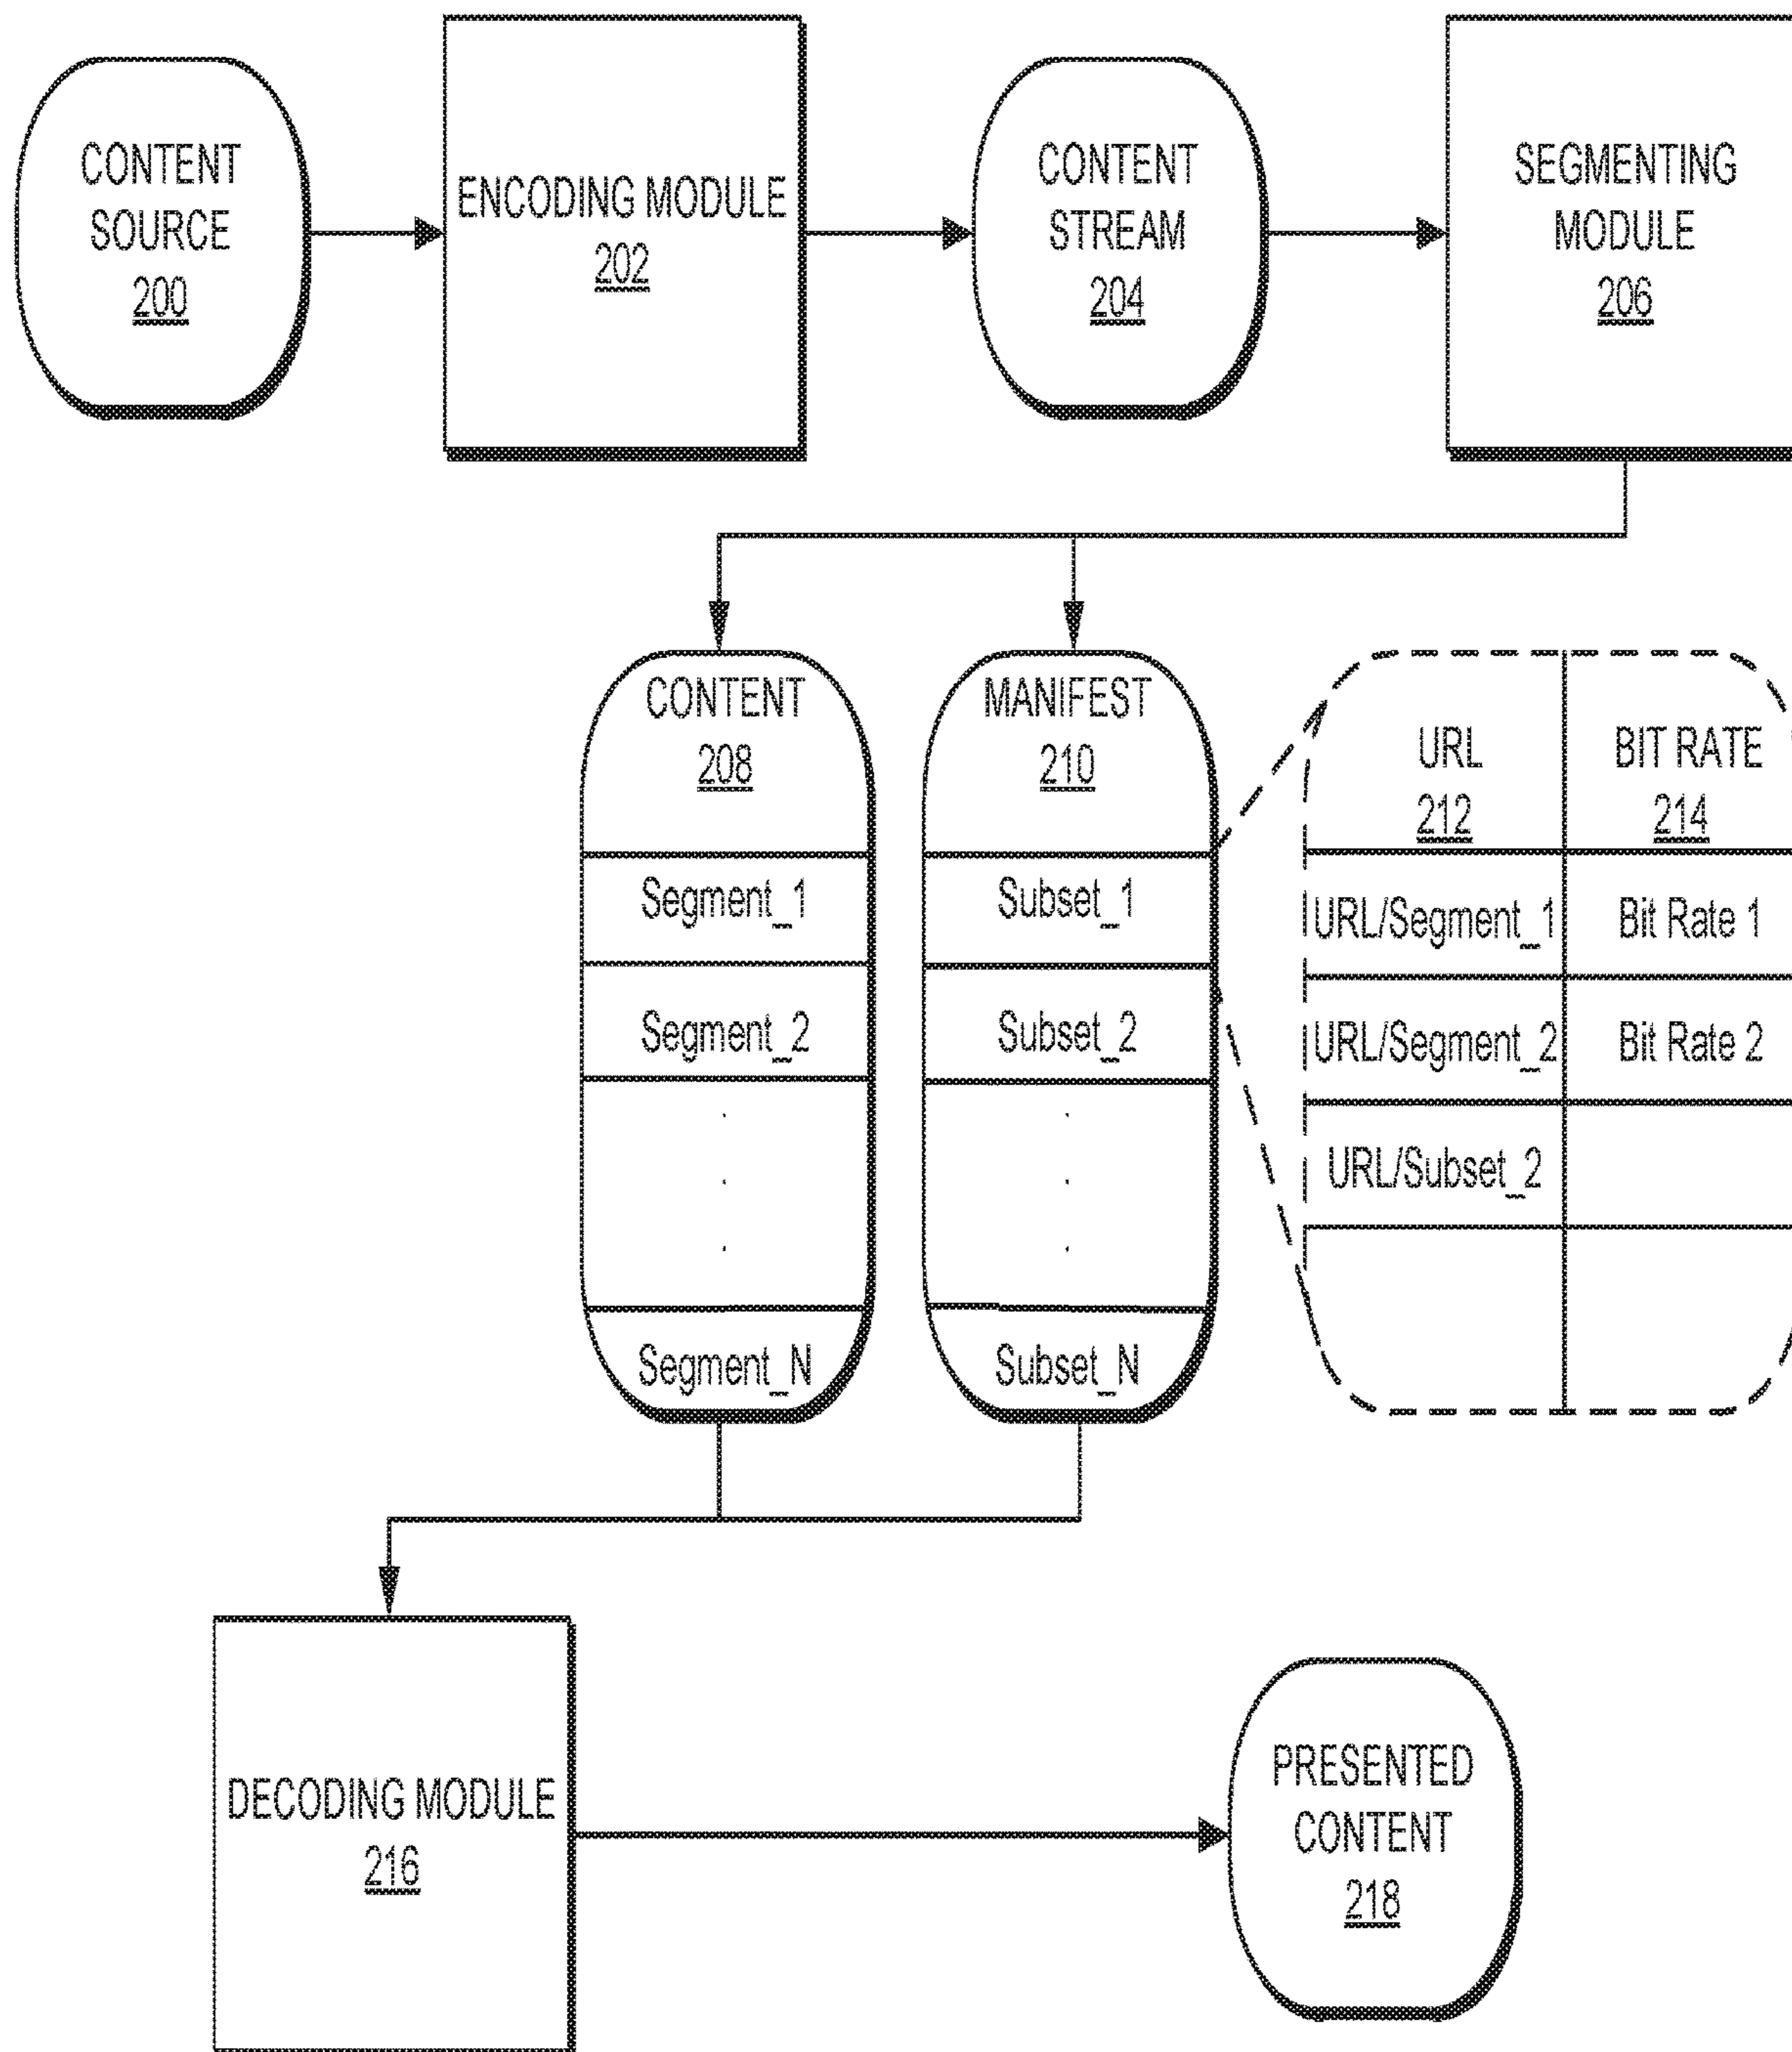 CONTENT
SOURCE
200
ENCODING MODULE
202
CONTENT
STREAM
204
SEGMENTING
MODULE
206
CONTENT
208
Segment_1
Segment_2
Segment_N
MANIFEST
210
Subset_1
Subset_2
Subset_N
URL
212
BIT RATE
214
URL/Segment_1
Bit Rate 1
URL/Segment_2
Bit Rate 2
URL/Subset_2
DECODING MODULE
216
PRESENTED
CONTENT
218